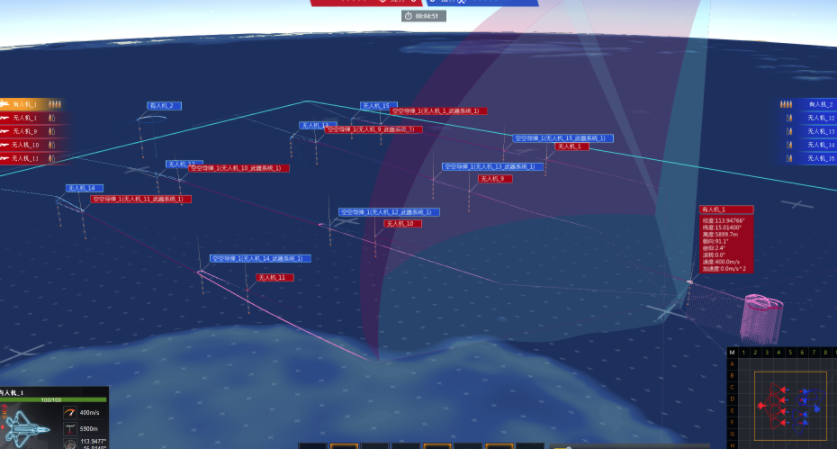 00:04:51
有人机_1
无人机_1
无人机_9
无人机_10
无人机_11
有人机_2
无人机_12
无人机_13
无人机_14
无人机_15
有人机_2
无人机_15
空空导弹_1(无人机_1_武器系统_1)
无人机_13
空空导弹_1(无人机_9_武器系统_1)
空空导弹_1(无人机_15_武器系统_1)
无人机_1
无人机_12
空空导弹_1(无人机_10_武器系统_1)
空空导弹_1(无人机_13_武器系统_1)
无人机_9
无人机_14
空空导弹_1(无人机_11_武器系统_1)
空空导弹_1(无人机_12_武器系统_1)
无人机_10
有人机_1
经度:113.94766°
纬度:15.01400°
高度:5899.7m
朝向:91.1°
俯仰:2.4°
滚转:0.0°
速度:400.0m/s
加速度:0.0m/s^2
空空导弹_1(无人机_14_武器系统_1)
无人机_11
M 1 2 3 4 5 6 7 8
A
B
C
D
E
F
G
H
有人机_1
100/100
400m/s
5900m
113.9477°